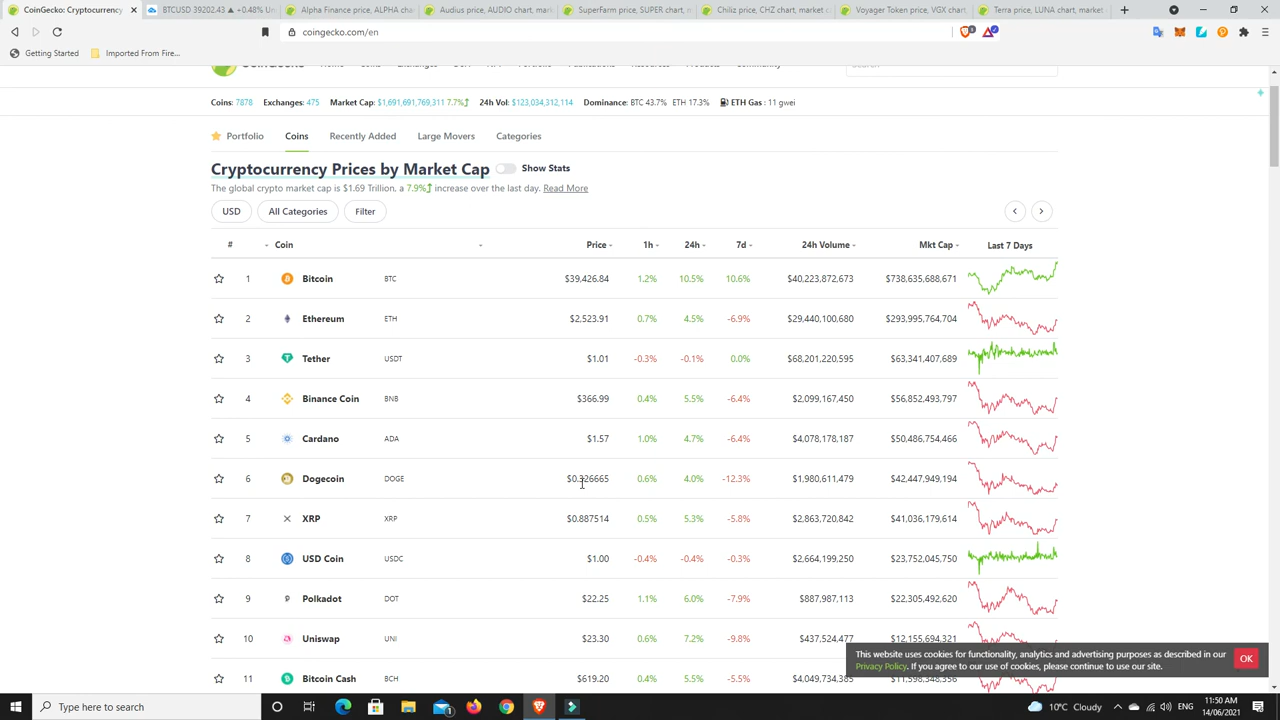 CoinGecko: Cryptocurrency
BTCUSD 39202.43 ▲ +0.48% Un
Alpha Finance price, ALPHA cha
Audius price, AUDIO chart, mar
SuperFarm price, SUPER chart, m
Chiliz price, CHZ chart, market c
Voyager Token price, VGX chart
Terra price, LUNA chart, market
coingecko.com/en
Getting Started
Imported From Fire...
Coins: 7878 Exchanges: 475 Market Cap: $1,691,691,769,311 7.7% 24h Vol: $123,034,312,114 Dominance: BTC 43.7% ETH 17.3% ETH Gas: 11 gwei
Portfolio Coins Recently Added Large Movers Categories
Cryptocurrency Prices by Market Cap Show Stats
The global crypto market cap is $1.69 Trillion, a 7.9% increase over the last day. Read More
USD All Categories Filter
# Coin Price 1h 24h 7d 24h Volume Mkt Cap Last 7 Days
1 Bitcoin BTC $39,426.84 1.2% 10.5% 10.6% $40,223,872,673 $738,635,688,671
2 Ethereum ETH $2,523.91 0.7% 4.5% -6.9% $29,440,100,680 $293,995,764,704
3 Tether USDT $1.01 -0.3% -0.1% 0.0% $68,201,220,595 $63,341,407,689
4 Binance Coin BNB $366.99 0.4% 5.5% -6.4% $2,099,167,450 $56,852,493,797
5 Cardano ADA $1.57 1.0% 4.7% -6.4% $4,078,178,187 $50,486,754,466
6 Dogecoin DOGE $0.326665 0.6% 4.0% -12.3% $1,980,611,479 $42,447,949,194
7 XRP XRP $0.887514 0.5% 5.3% -5.8% $2,863,720,842 $41,036,179,614
8 USD Coin USDC $1.00 -0.4% -0.4% -0.3% $2,664,199,250 $23,752,045,750
9 Polkadot DOT $22.25 1.1% 6.0% -7.9% $887,987,113 $22,305,492,620
10 Uniswap UNI $23.30 0.6% 7.2% -9.8% $437,524,477 $12,155,694,321
11 Bitcoin Cash BCH $619.20 0.4% 5.5% -5.5% $4,049,734,385 $11,598,348,356
This website uses cookies for functionality, analytics and advertising purposes as described in our
Privacy Policy. If you agree to our use of cookies, please continue to use our site.
OK
Type here to search
10°C Cloudy
ENG
11:50 AM
14/06/2021